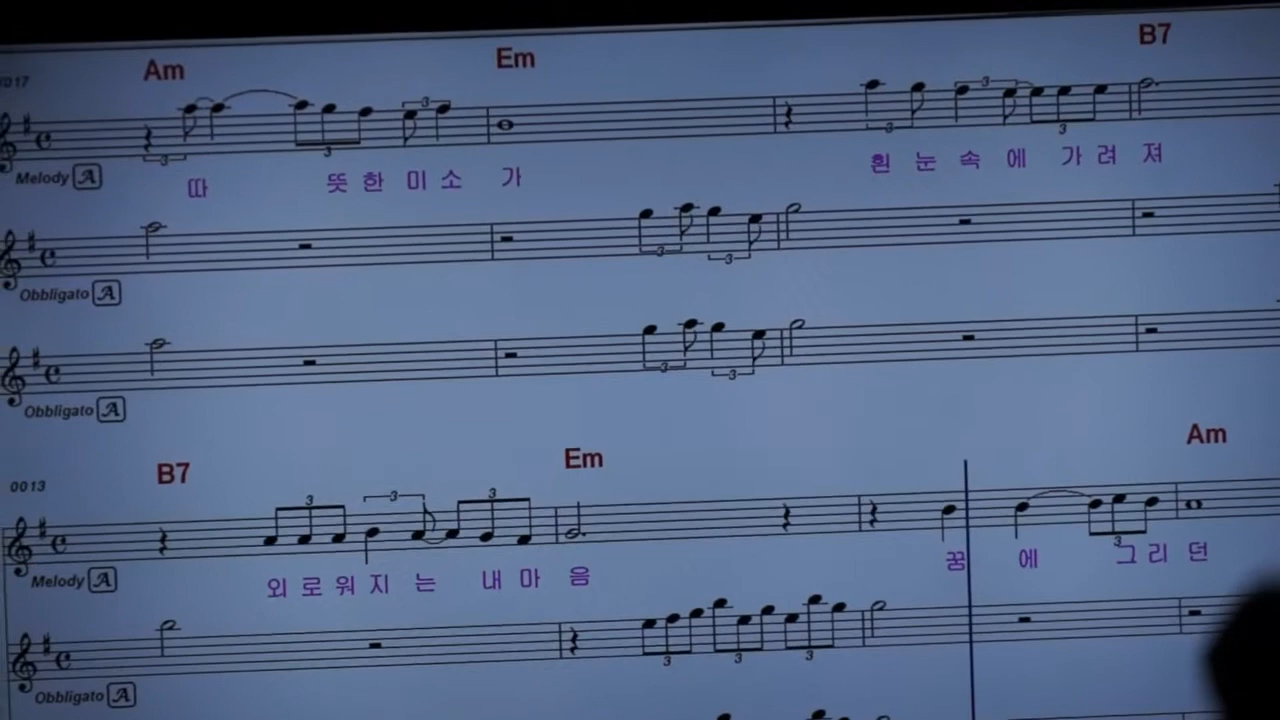 Am Em B7
0017
Melody A
따 뜻 한 미 소 가 흰 눈 속 에 가 려 져
Obbligato A
Obbligato A
B7 Em Am
0013
Melody A
외 로 워 지 는 내 마 음 꿈 에 그 리 던
Obbligato A